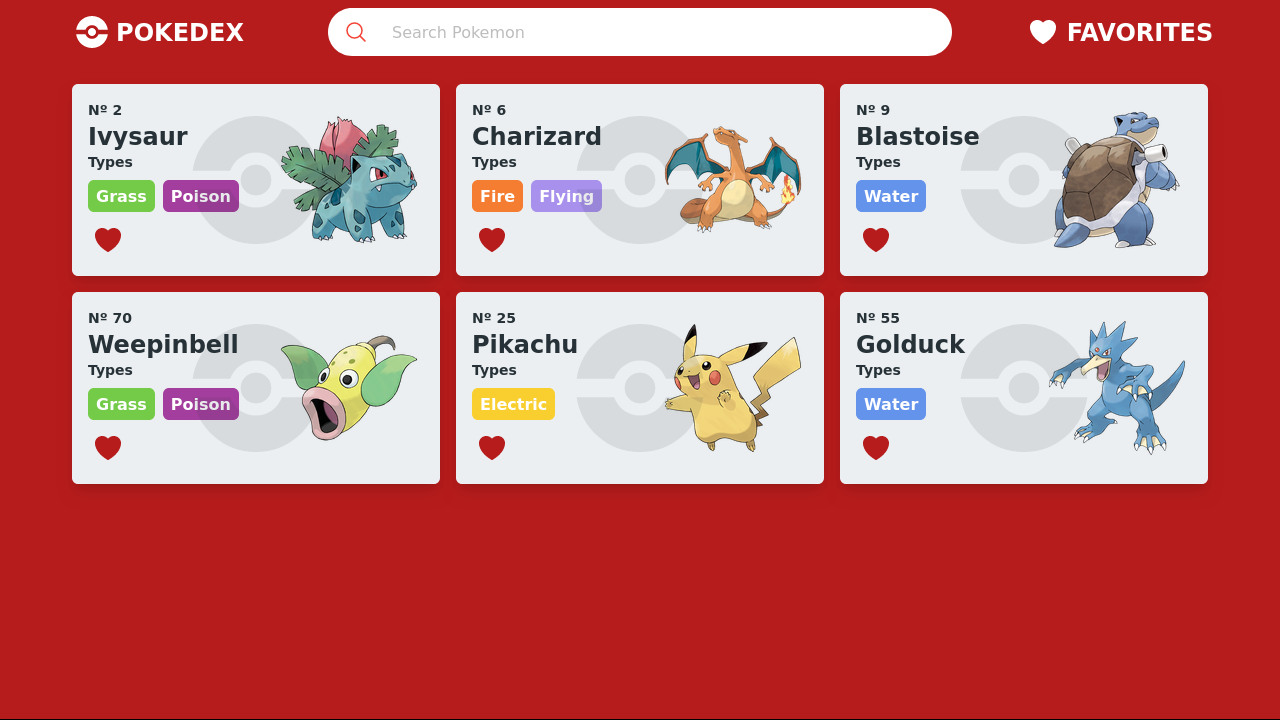 POKEDEX
Search Pokemon
FAVORITES
Nº 2
Ivysaur
Types
Grass Poison
Nº 6
Charizard
Types
Fire Flying
Nº 9
Blastoise
Types
Water
Nº 70
Weepinbell
Types
Grass Poison
Nº 25
Pikachu
Types
Electric
Nº 55
Golduck
Types
Water